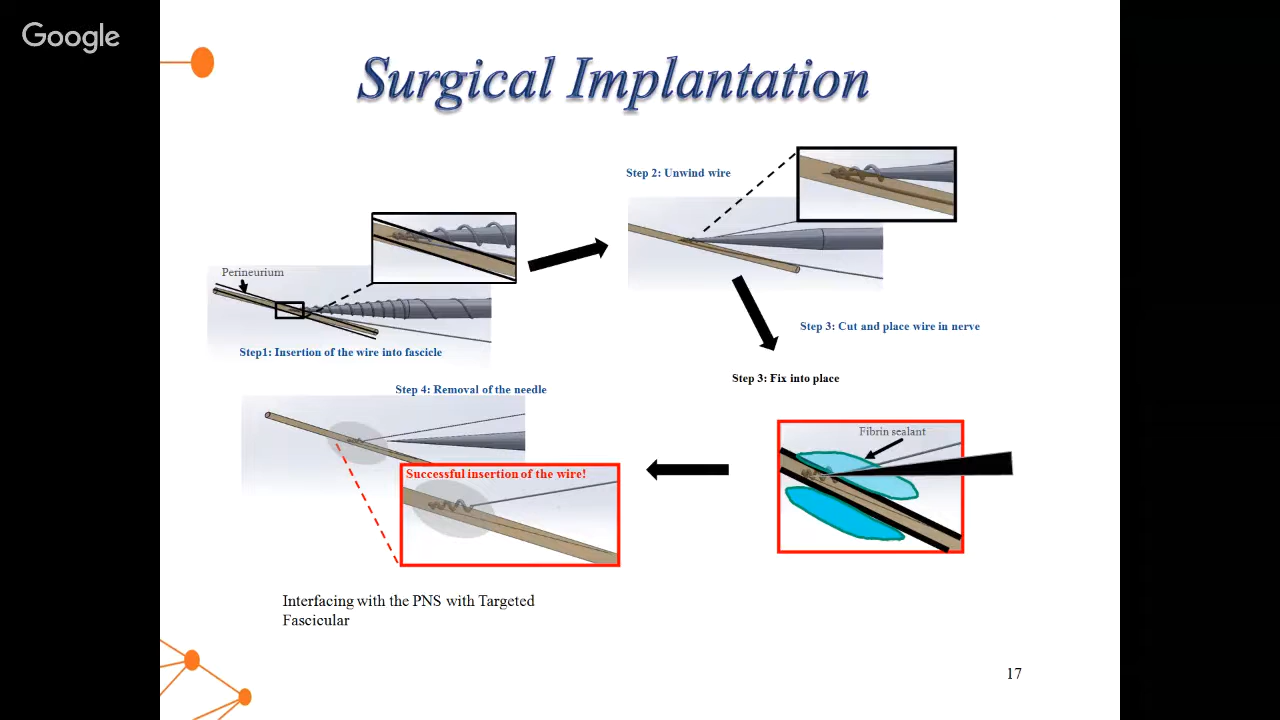 Google
Surgical Implantation
Step 2: Unwind wire
Perineurium
Step1: Insertion of the wire into fascicle
Step 3: Cut and place wire in nerve
Step 3: Fix into place
Step 4: Removal of the needle
Fibrin sealant
Successful insertion of the wire!
Interfacing with the PNS with Targeted
Fascicular
17